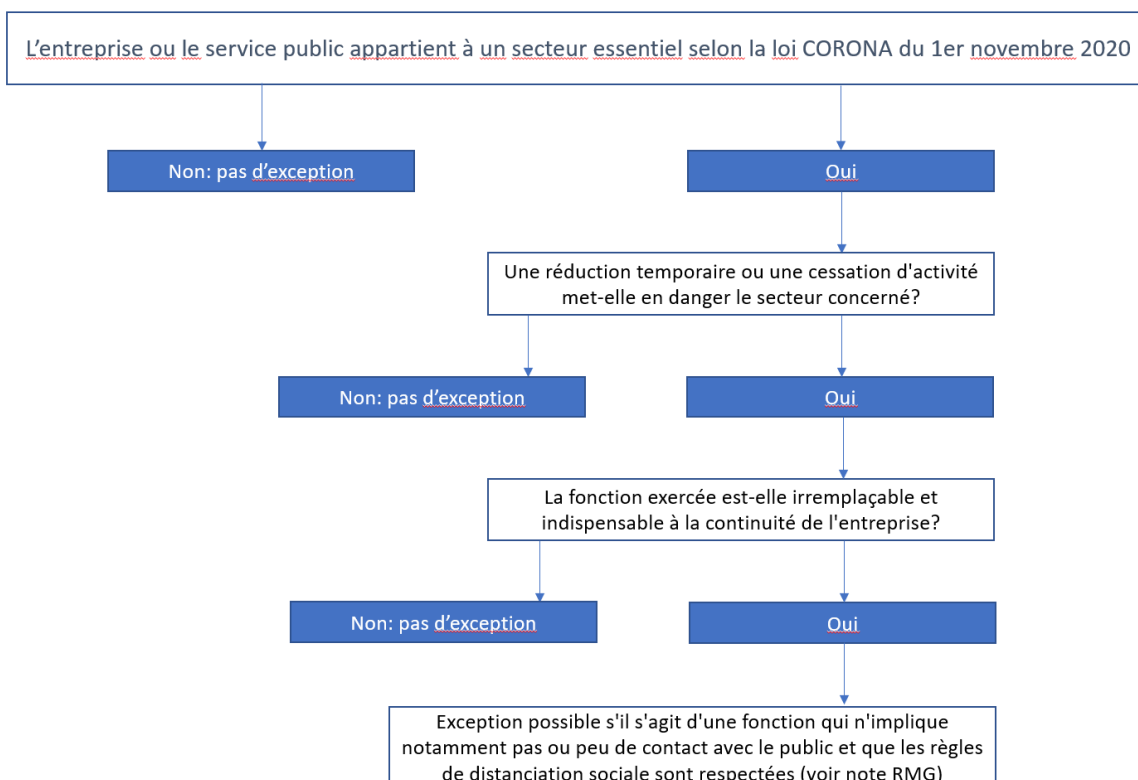 L'entreprise ou le service public appartient à un secteur essentiel selon la loi CORONA du 1er novembre 2020
Non: pas d'exception
Oui
Une réduction temporaire ou une cessation d'activité
met-elle en danger le secteur concerné?
Non: pas d'exception
Oui
La fonction exercée est-elle irremplaçable et
indispensable à la continuité de l'entreprise?
Non: pas d'exception
Oui
Exception possible s'il s'agit d'une fonction qui n'implique
notamment pas ou peu de contact avec le public et que les règles
de distanciation sociale sont respectées (voir note RMG)